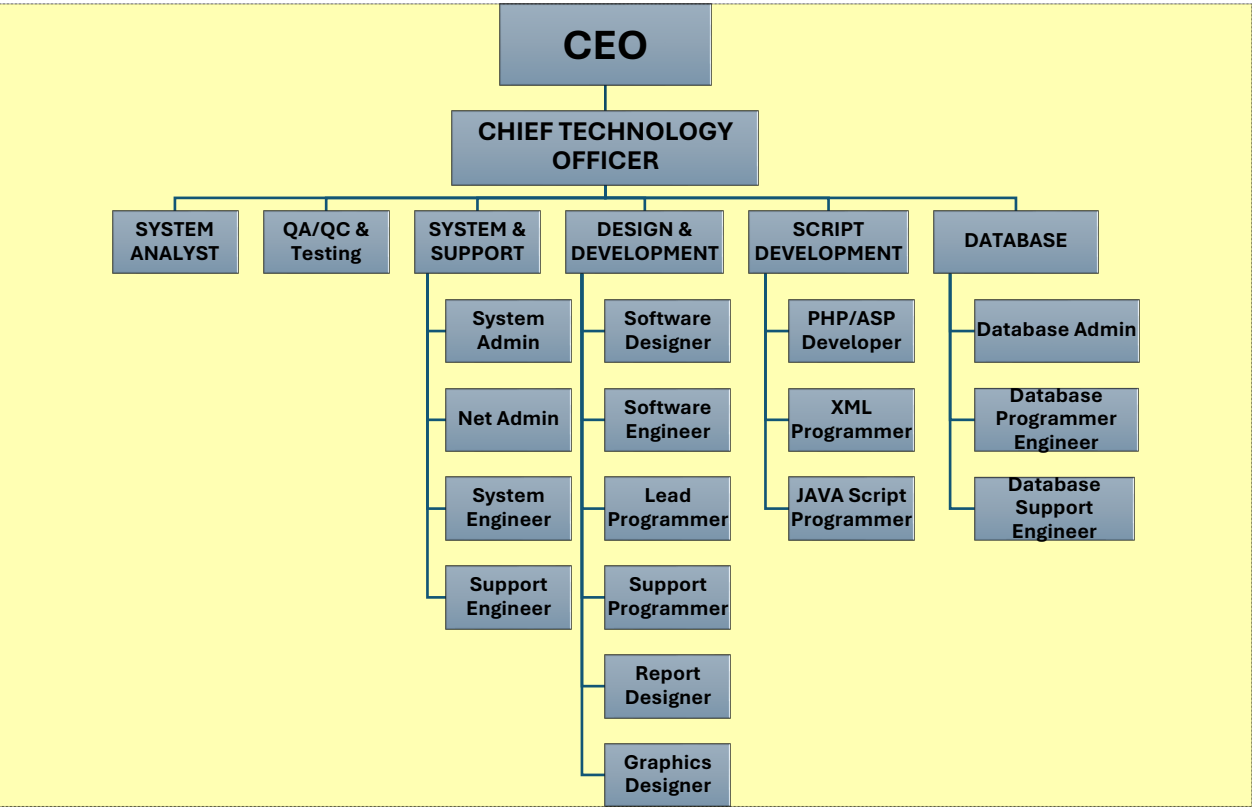 CEO
CHIEF TECHNOLOGY
OFFICER
SYSTEM
ANALYST
QA/QC &
Testing
SYSTEM &
SUPPORT
DESIGN &
DEVELOPMENT
SCRIPT
DEVELOPMENT
DATABASE
System
Admin
Net Admin
System
Engineer
Support
Engineer
Software
Designer
Software
Engineer
Lead
Programmer
Support
Programmer
Report
Designer
Graphics
Designer
PHP/ASP
Developer
XML
Programmer
JAVA Script
Programmer
Database Admin
Database
Programmer
Engineer
Database
Support
Engineer